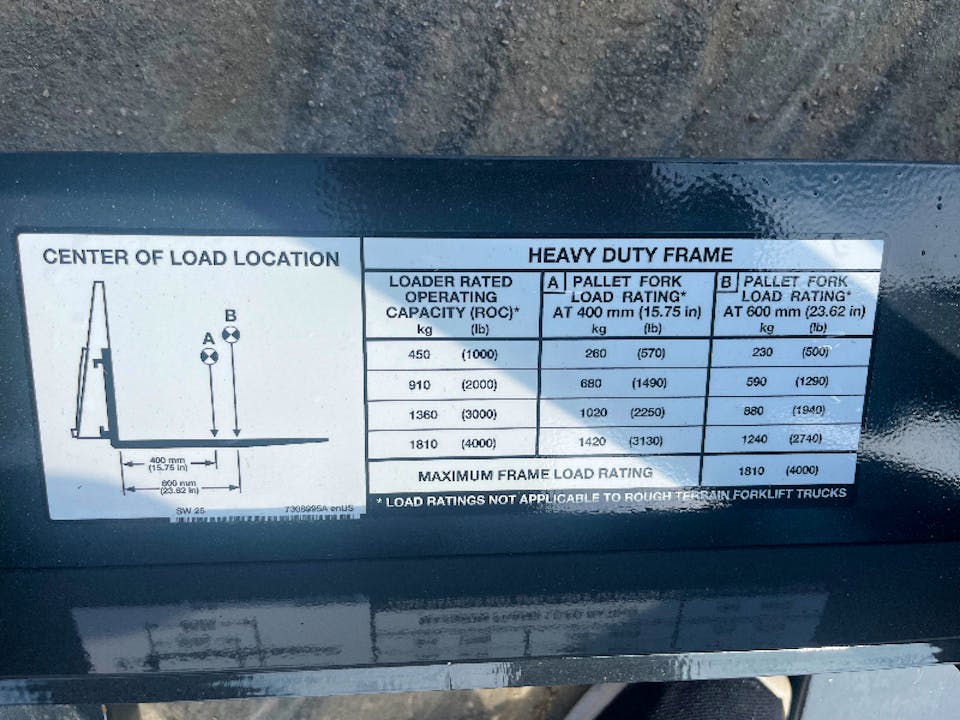 CENTER OF LOAD LOCATION
B
A
400 mm
(15.75 in)
600 mm
(23.62 in)
SW 25 7308995A enUS
HEAVY DUTY FRAME
LOADER RATED
OPERATING
CAPACITY (ROC)*
kg (lb)
A PALLET FORK
LOAD RATING*
AT 400 mm (15.75 in)
kg (lb)
B PALLET FORK
LOAD RATING*
AT 600 mm (23.62 in)
kg (lb)
450 (1000) 260 (570) 230 (500)
910 (2000) 680 (1490) 590 (1290)
1360 (3000) 1020 (2250) 880 (1940)
1810 (4000) 1420 (3130) 1240 (2740)
MAXIMUM FRAME LOAD RATING 1810 (4000)
* LOAD RATINGS NOT APPLICABLE TO ROUGH TERRAIN FORKLIFT TRUCKS